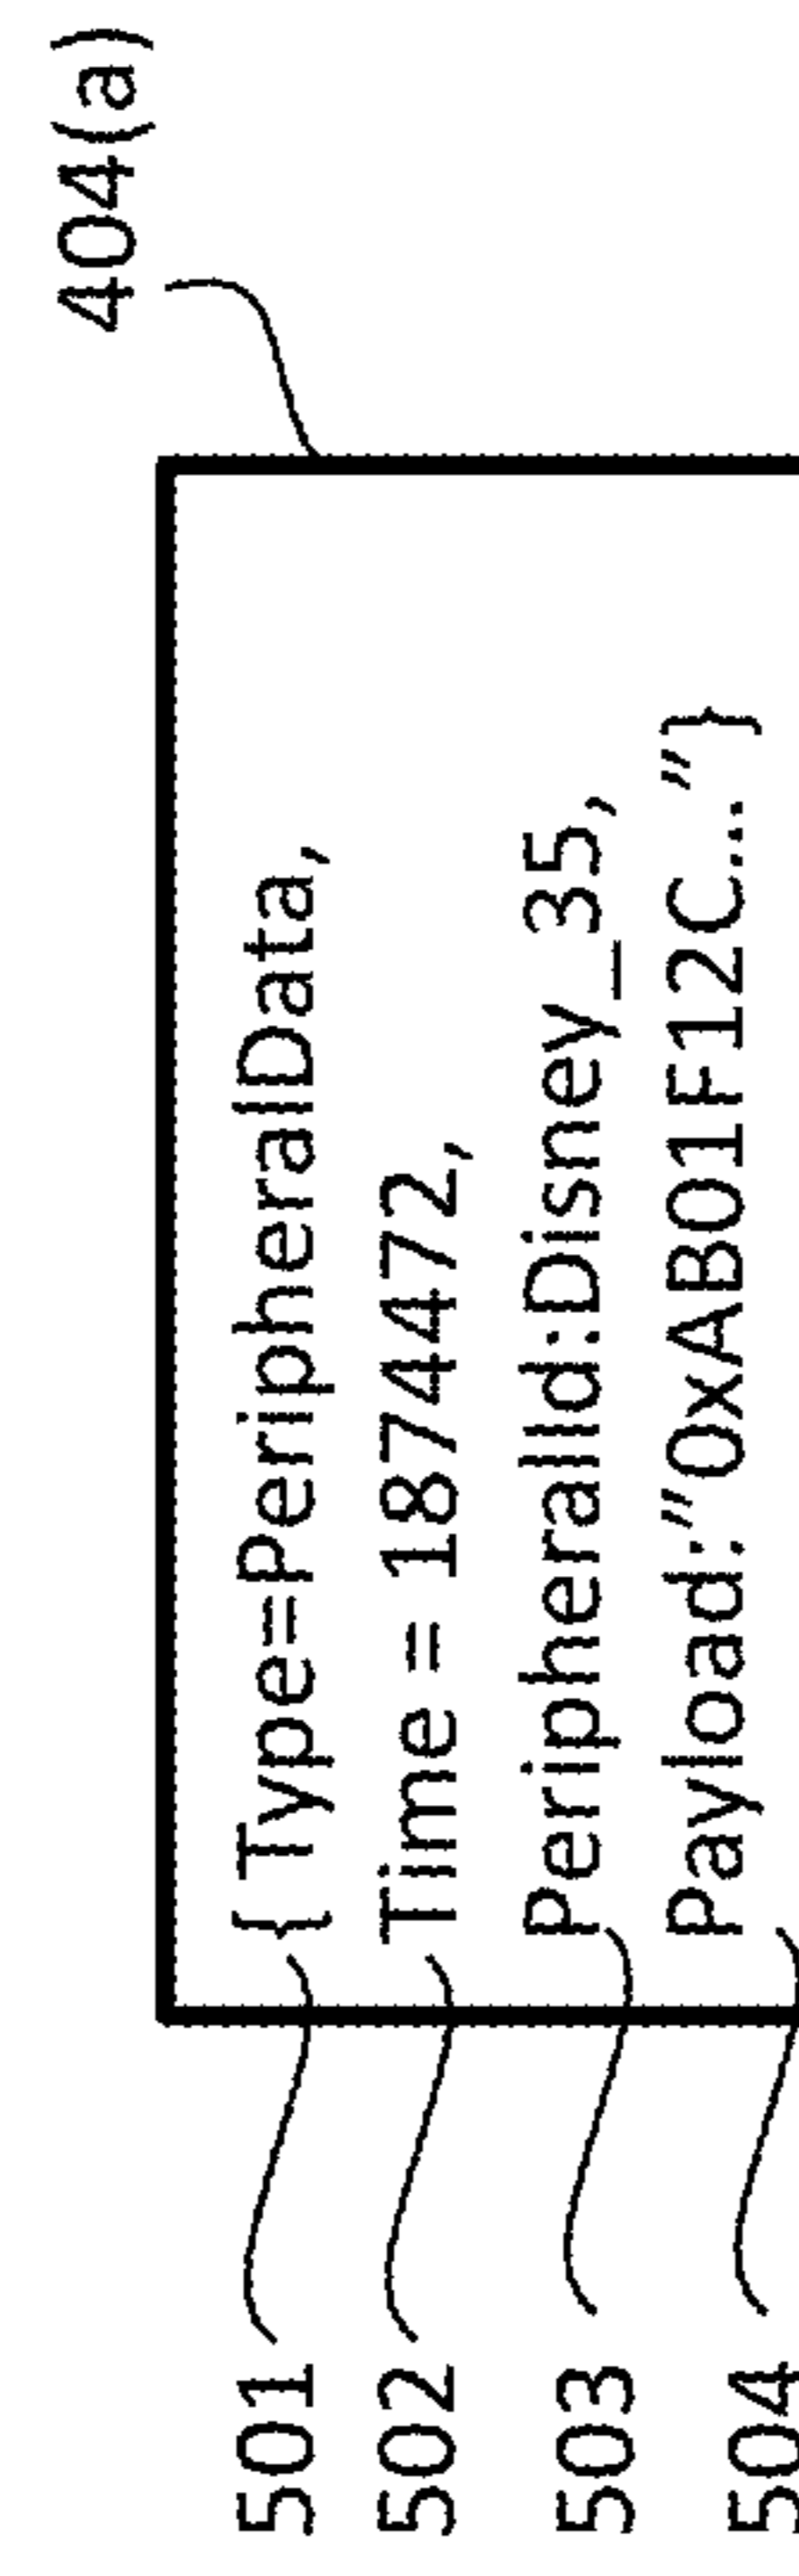 404(a)
501 { Type=PeripheralData,
502 Time = 1874472,
503 PeripheralId:Disney_35,
504 Payload:”0xAB01F12C...”}